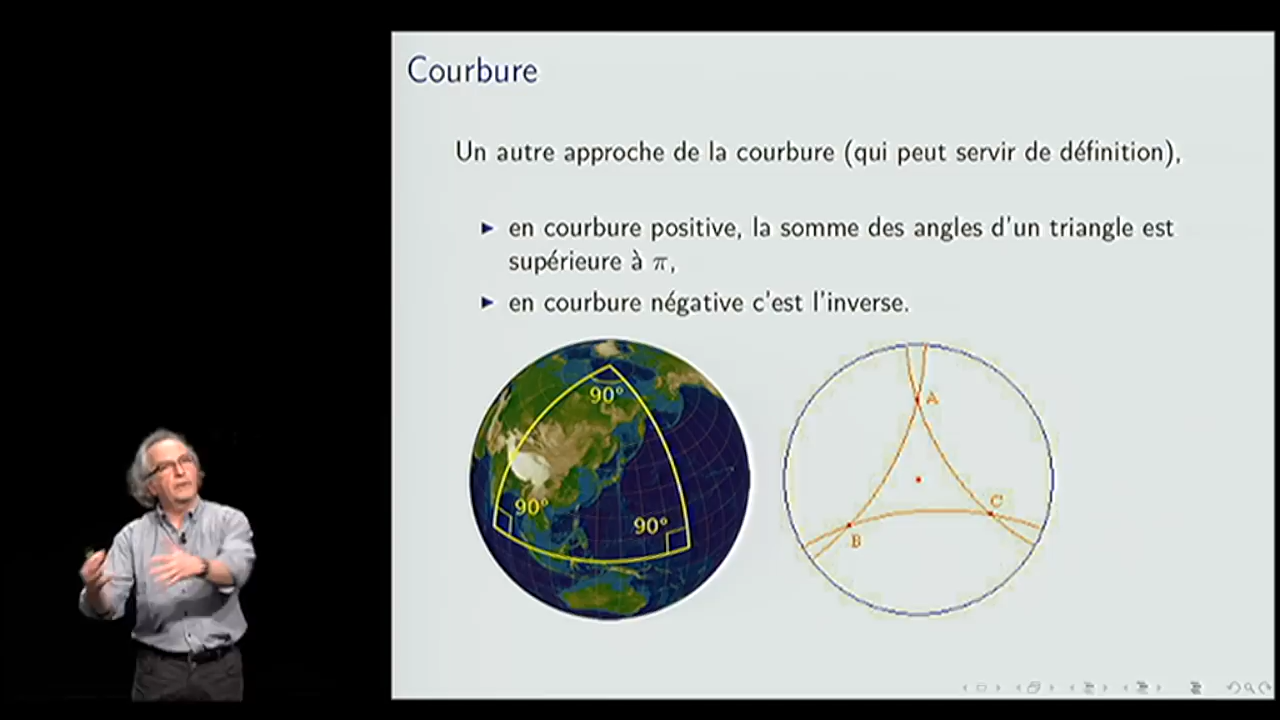 Courbure
Un autre approche de la courbure (qui peut servir de définition),
▶ en courbure positive, la somme des angles d'un triangle est
supérieure à π,
▶ en courbure négative c'est l'inverse.
90°
90°
90°
A
B
C